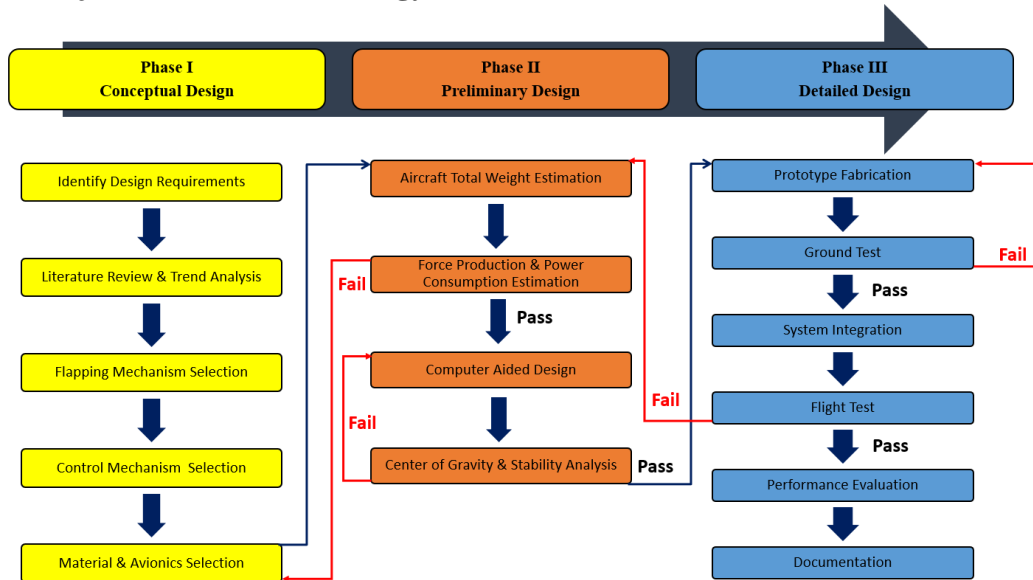 Phase I
Conceptual Design
Phase II
Preliminary Design
Phase III
Detailed Design
Identify Design Requirements
Literature Review & Trend Analysis
Flapping Mechanism Selection
Control Mechanism Selection
Material & Avionics Selection
Aircraft Total Weight Estimation
Force Production & Power
Consumption Estimation
Fail
Pass
Computer Aided Design
Fail
Center of Gravity & Stability Analysis
Pass
Prototype Fabrication
Ground Test
Fail
Pass
System Integration
Flight Test
Fail
Pass
Performance Evaluation
Documentation